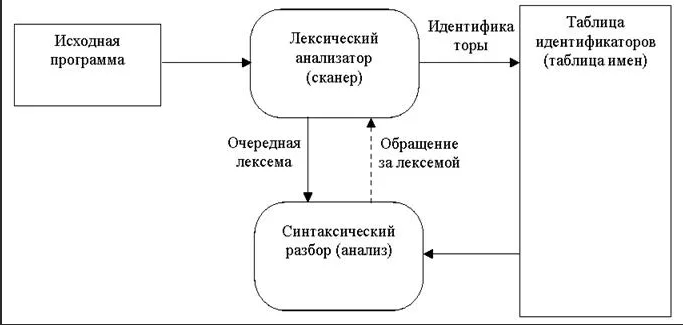 Исходная
программа
Лексический
анализатор
(сканер)
Идентифика
торы
Таблица
идентификаторов
(таблица имен)
Очередная
лексема
Обращение
за лексемой
Синтаксический
разбор (анализ)